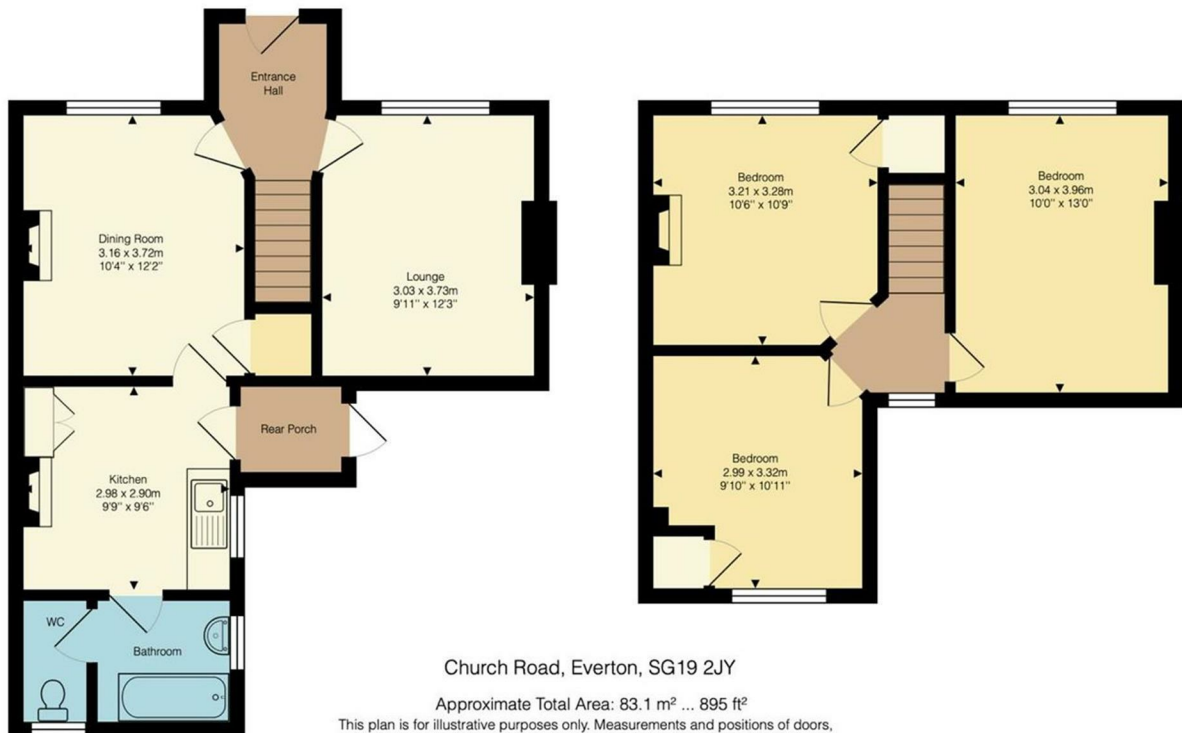 Entrance
Hall
Dining Room
3.16 x 3.72m
10'4'' x 12'2''
Lounge
3.03 x 3.73m
9'11'' x 12'3''
Kitchen
2.98 x 2.90m
9'9'' x 9'6''
Rear Porch
WC
Bathroom
Bedroom
3.21 x 3.28m
10'6'' x 10'9''
Bedroom
3.04 x 3.96m
10'0'' x 13'0''
Bedroom
2.99 x 3.32m
9'10'' x 10'11''
Church Road, Everton, SG19 2JY
Approximate Total Area: 83.1 m² ... 895 ft²
This plan is for illustrative purposes only. Measurements and positions of doors,